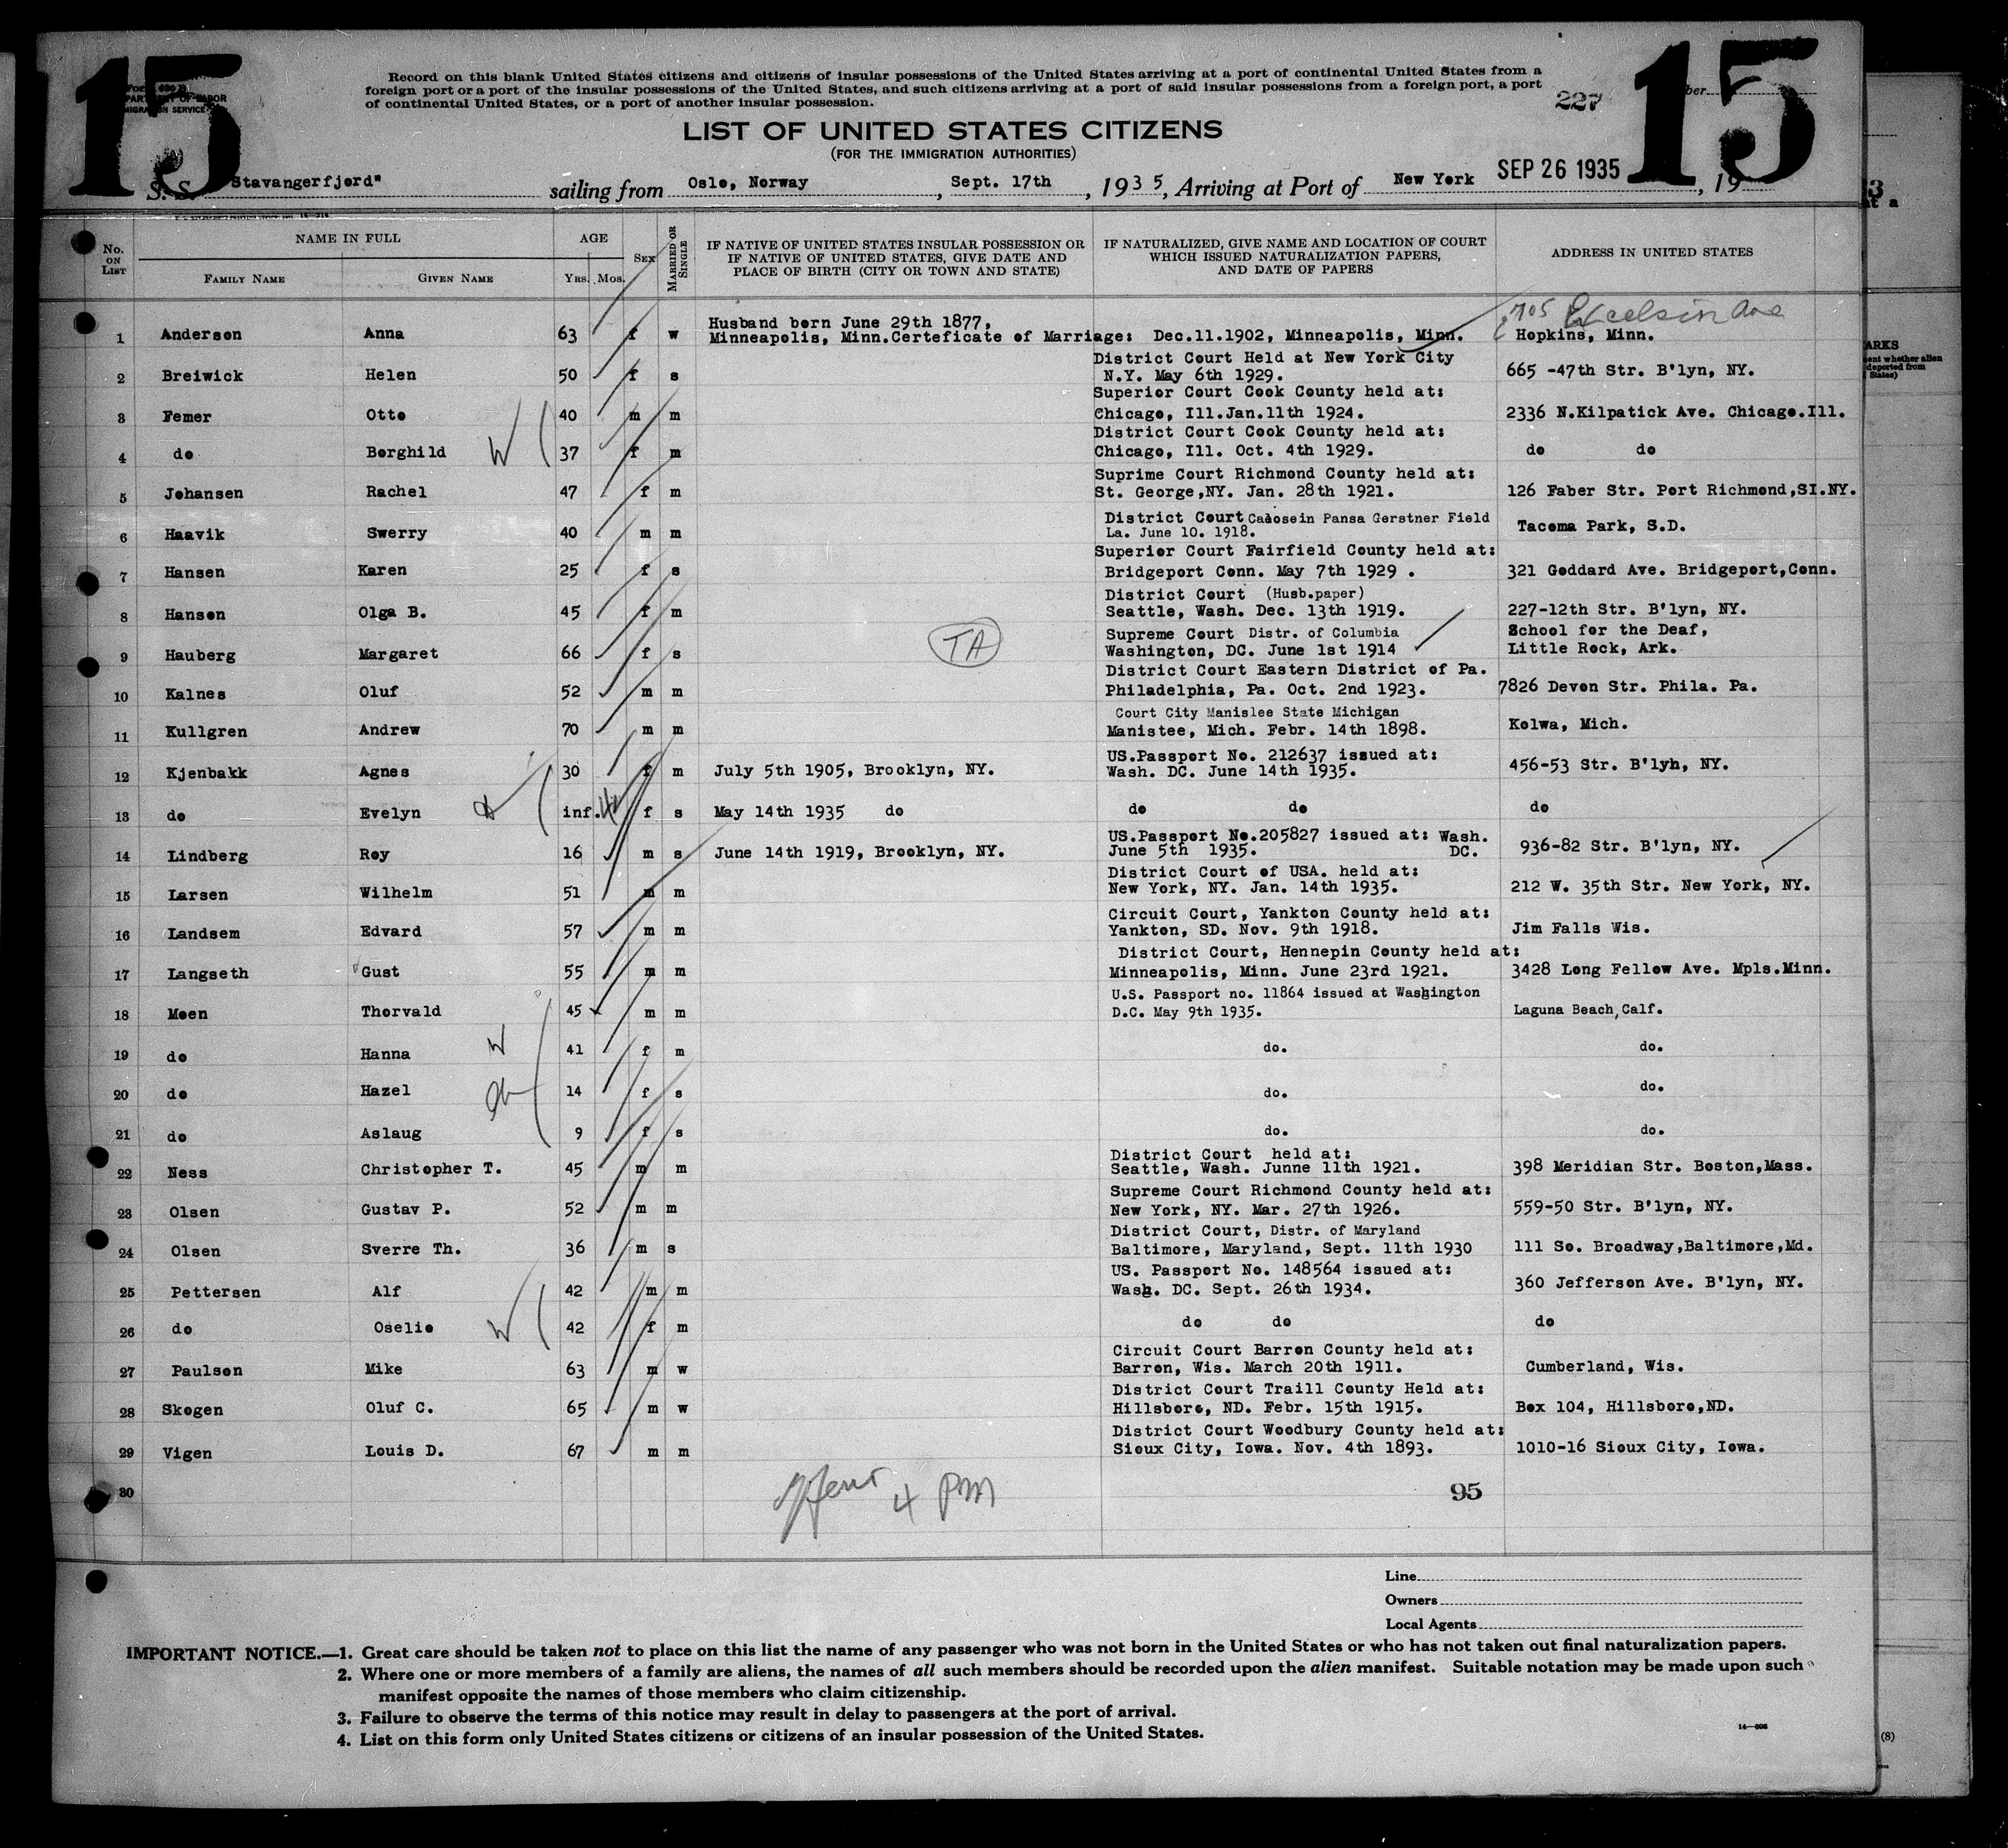 15
15
Record on this blank United States citizens and citizens of insular possessions of the United States arriving at a port of continental United States from a
foreign port or a port of the insular possessions of the United States, and such citizens arriving at a port of said insular possessions from a foreign port, a port
of continental United States, or a port of another insular possession.
227
LIST OF UNITED STATES CITIZENS
(FOR THE IMMIGRATION AUTHORITIES)
S. S. Stavangerfjord" sailing from Oslo, Norway, Sept. 17th, 1935, Arriving at Port of New York SEP 26 1935, 19
No. ON LIST
NAME IN FULL
FAMILY NAME GIVEN NAME
AGE
YRS. MOS.
SEX
MARRIED OR SINGLE
IF NATIVE OF UNITED STATES INSULAR POSSESSION OR
IF NATIVE OF UNITED STATES, GIVE DATE AND
PLACE OF BIRTH (CITY OR TOWN AND STATE)
IF NATURALIZED, GIVE NAME AND LOCATION OF COURT
WHICH ISSUED NATURALIZATION PAPERS,
AND DATE OF PAPERS
ADDRESS IN UNITED STATES
705 Excelsior Ave
Husband born June 29th 1877,
1 Anderson Anna 63 f w Minneapolis, Minn.Certeficate of Marriage: Dec.11.1902, Minneapolis, Minn. Hopkins, Minn.
District Court Held at New York City
2 Breiwick Helen 50 f s N.Y. May 6th 1929. 665 -47th Str. B'lyn, NY.
Superior Court Cook County held at:
3 Femer Otto 40 m m Chicago, Ill.Jan.11th 1924. 2336 N.Kilpatick Ave. Chicago.Ill.
District Court Cook County held at:
4 do Borghild W 37 f m Chicago, Ill. Oct. 4th 1929. do do
Suprime Court Richmond County held at:
5 Johansen Rachel 47 f m St. George,NY. Jan. 28th 1921. 126 Faber Str. Port Richmond,SI.NY.
District Court Caåosein Pansa Gerstner Field
6 Haavik Swerry 40 m m La. June 10. 1918. Tacoma Park, S.D.
Superior Court Fairfield County held at:
7 Hansen Karen 25 f s Bridgeport Conn. May 7th 1929 . 321 Goddard Ave. Bridgeport,Conn.
District Court (Husb.paper)
8 Hanson Olga B. 45 f m Seattle, Wash. Dec. 13th 1919. 227-12th Str. B'lyn, NY.
TA
Supreme Court Distr. of Columbia School for the Deaf,
9 Hauberg Margaret 66 f s Washington, DC. June 1st 1914 Little Rock, Ark.
District Court Eastern District of Pa.
10 Kalnes Oluf 52 m m Philadelphia, Pa. Oct. 2nd 1923. 7826 Devon Str. Phila. Pa.
Court City Manislee State Michigan
11 Kullgren Andrew 70 m m Manistee, Mich. Febr. 14th 1898. Kolwa, Mich.
US.Passport No. 212637 issued at:
12 Kjenbakk Agnes 30 f m July 5th 1905, Brooklyn, NY. Wash. DC. June 14th 1935. 456-53 Str. B'lyh, NY.
13 do Evelyn inf. f s May 14th 1935 do do do do
US.Passport No.205827 issued at: Wash.
14 Lindberg Roy 16 m s June 14th 1919, Brooklyn, NY. June 5th 1935. DC. 936-82 Str. B'lyn, NY.
District Court of USA. held at:
15 Larsen Wilhelm 51 m m New York, NY. Jan. 14th 1935. 212 W. 35th Str. New York, NY.
Circuit Court, Yankton County held at:
16 Landsem Edvard 57 m m Yankton, SD. Nov. 9th 1918. Jim Falls Wis.
District Court, Hennepin County held at:
17 Langseth Gust 55 m m Minneapolis, Minn. June 23rd 1921. 3428 Long Fellow Ave. Mpls.Minn.
U.S. Passport no. 11864 issued at Washington
18 Moen Thorvald 45 m m D.C. May 9th 1935. Laguna Beach,Calf.
19 do Hanna W 41 f m do. do.
20 do Hazel 14 f s do. do.
21 do Aslaug 9 f s do. do.
District Court held at:
22 Ness Christopher T. 45 m m Seattle, Wash. Junne 11th 1921. 398 Meridian Str. Boston,Mass.
Supreme Court Richmond County held at:
23 Olsen Gustav P. 52 m m New York, NY. Mar. 27th 1926. 559-50 Str. B'lyn, NY.
District Court, Distr. of Maryland
24 Olsen Sverre Th. 36 m s Baltimore, Maryland, Sept. 11th 1930 111 So. Broadway,Baltimore,Md.
US. Passport No. 148564 issued at:
25 Pettersen Alf 42 m m Wash. DC. Sept. 26th 1934. 360 Jefferson Ave. B'lyn, NY.
26 do Oselie W 42 f m do do do
Circuit Court Barron County held at:
27 Paulson Mike 63 m w Barron, Wis. March 20th 1911. Cumberland, Wis.
District Court Traill County Held at:
28 Skogen Oluf C. 65 m w Hillsboro, ND. Febr. 15th 1915. Box 104, Hillsboro,ND.
District Court Woodbury County held at:
29 Vigen Louis D. 67 m m Sioux City, Iowa. Nov. 4th 1893. 1010-16 Sioux City, Iowa.
30
4 PM
95
Line
Owners
Local Agents
IMPORTANT NOTICE.—1. Great care should be taken not to place on this list the name of any passenger who was not born in the United States or who has not taken out final naturalization papers.
2. Where one or more members of a family are aliens, the names of all such members should be recorded upon the alien manifest. Suitable notation may be made upon such
manifest opposite the names of those members who claim citizenship.
3. Failure to observe the terms of this notice may result in delay to passengers at the port of arrival.
4. List on this form only United States citizens or citizens of an insular possession of the United States.
(8)